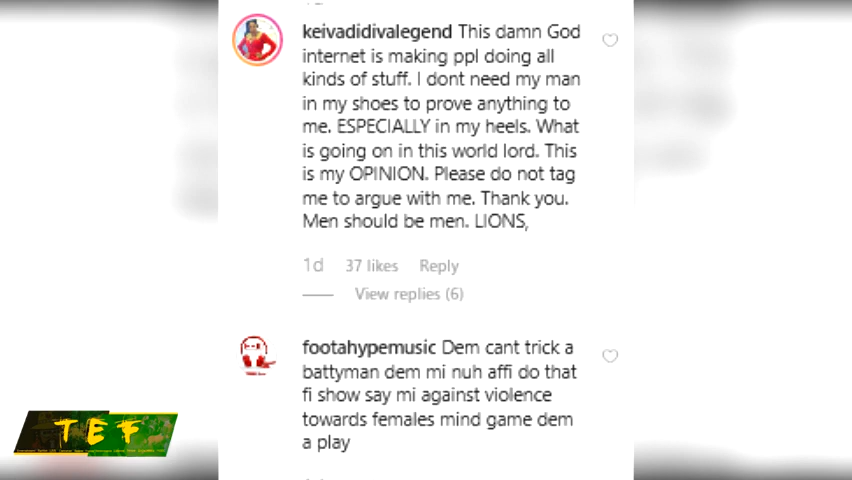 keivadidivalegend This damn God
internet is making ppl doing all
kinds of stuff. I dont need my man
in my shoes to prove anything to
me. ESPECIALLY in my heels. What
is going on in this world lord. This
is my OPINION. Please do not tag
me to argue with me. Thank you.
Men should be men. LIONS,
1d 37 likes Reply
View replies (6)
footahypemusic Dem cant trick a
battyman dem mi nuh affi do that
fi show say mi against violence
towards females mind game dem
a play
TEF